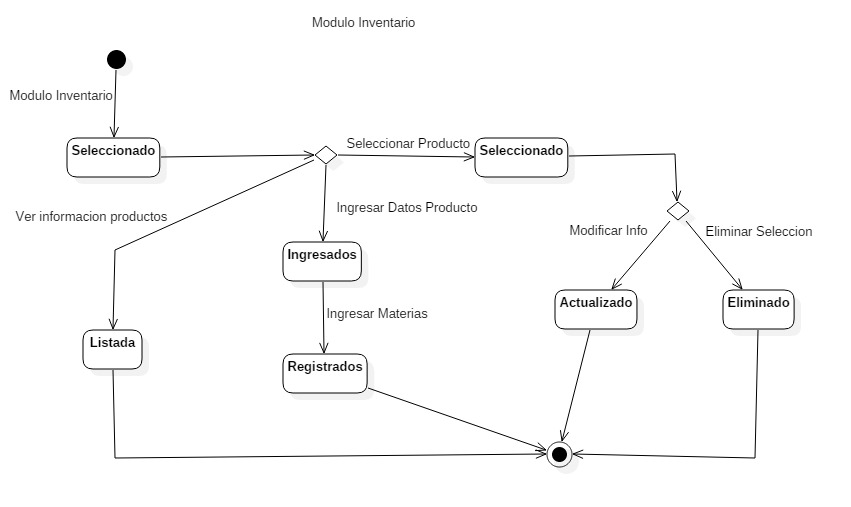 Modulo Inventario
Modulo Inventario
Seleccionado
Seleccionar Producto
Seleccionado
Ver informacion productos
Ingresar Datos Producto
Modificar Info
Eliminar Seleccion
Ingresados
Actualizado
Eliminado
Ingresar Materias
Listada
Registrados